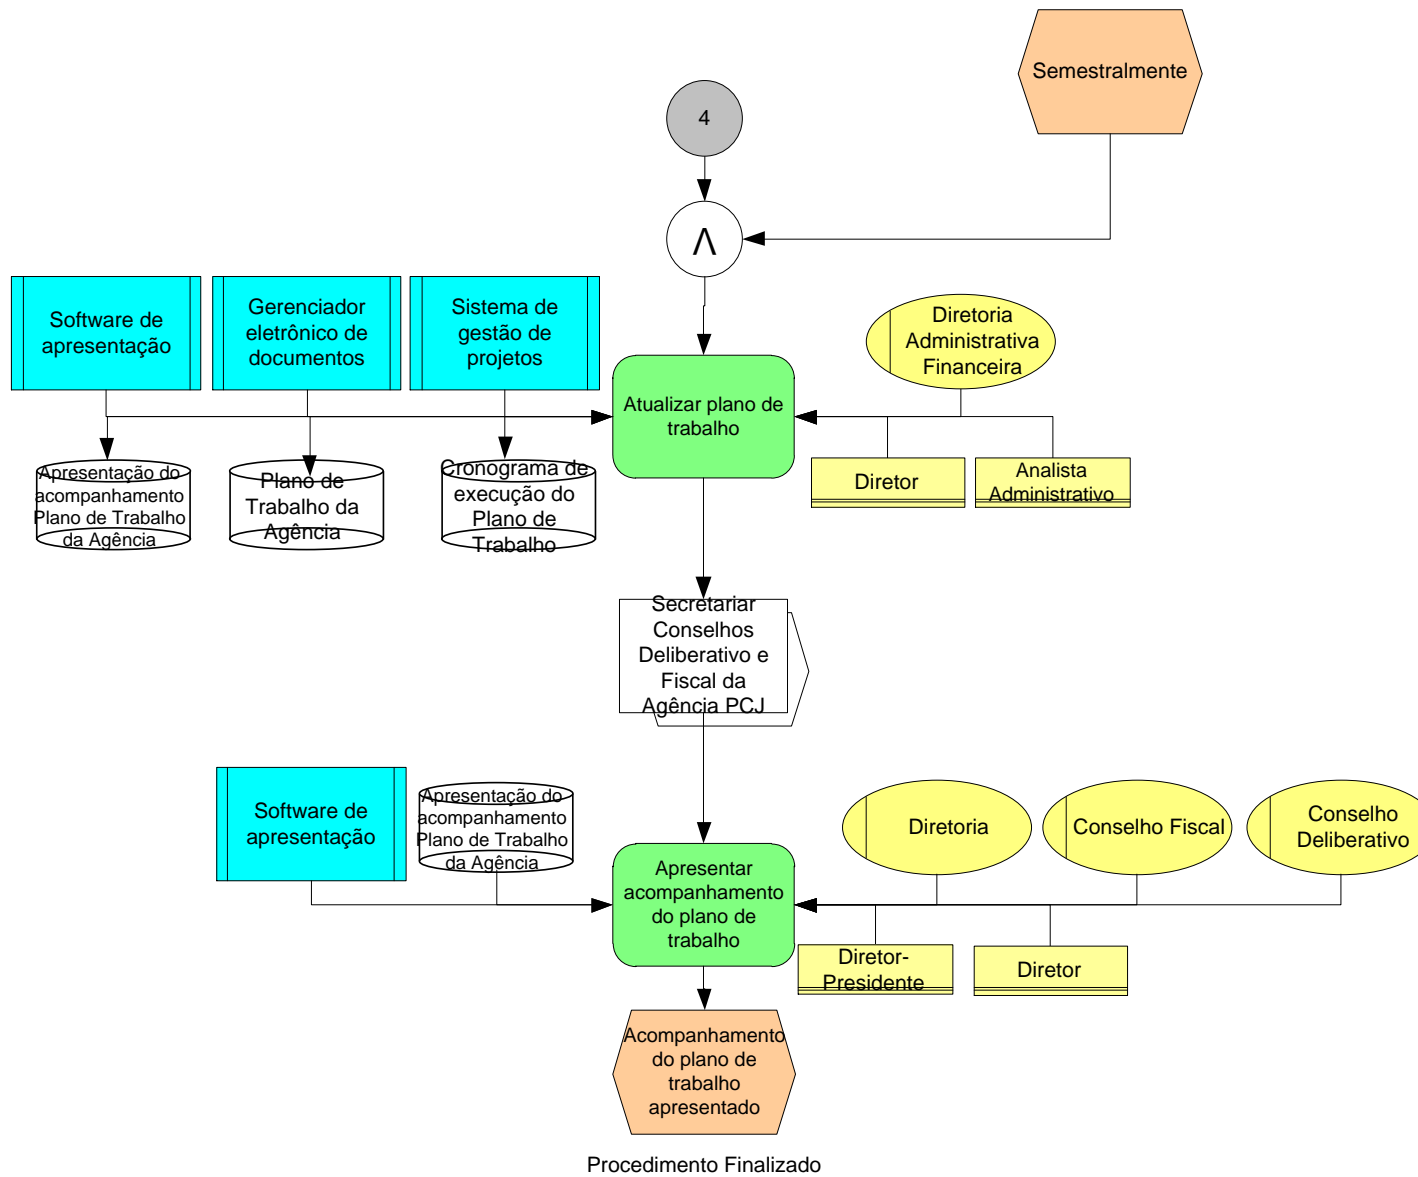 Semestralmente
4
Λ
Software de
apresentação
Gerenciador
eletrônico de
documentos
Sistema de
gestão de
projetos
Diretoria
Administrativa
Financeira
Atualizar plano de
trabalho
Diretor
Analista
Administrativo
Apresentação do
acompanhamento
Plano de Trabalho
da Agência
Plano de
Trabalho da
Agência
Cronograma de
execução do
Plano de
Trabalho
Secretariar
Conselhos
Deliberativo e
Fiscal da
Agência PCJ
Software de
apresentação
Apresentação do
acompanhamento
Plano de Trabalho
da Agência
Diretoria
Conselho Fiscal
Conselho
Deliberativo
Apresentar
acompanhamento
do plano de
trabalho
Diretor-
Presidente
Diretor
Acompanhamento
do plano de
trabalho
apresentado
Procedimento Finalizado